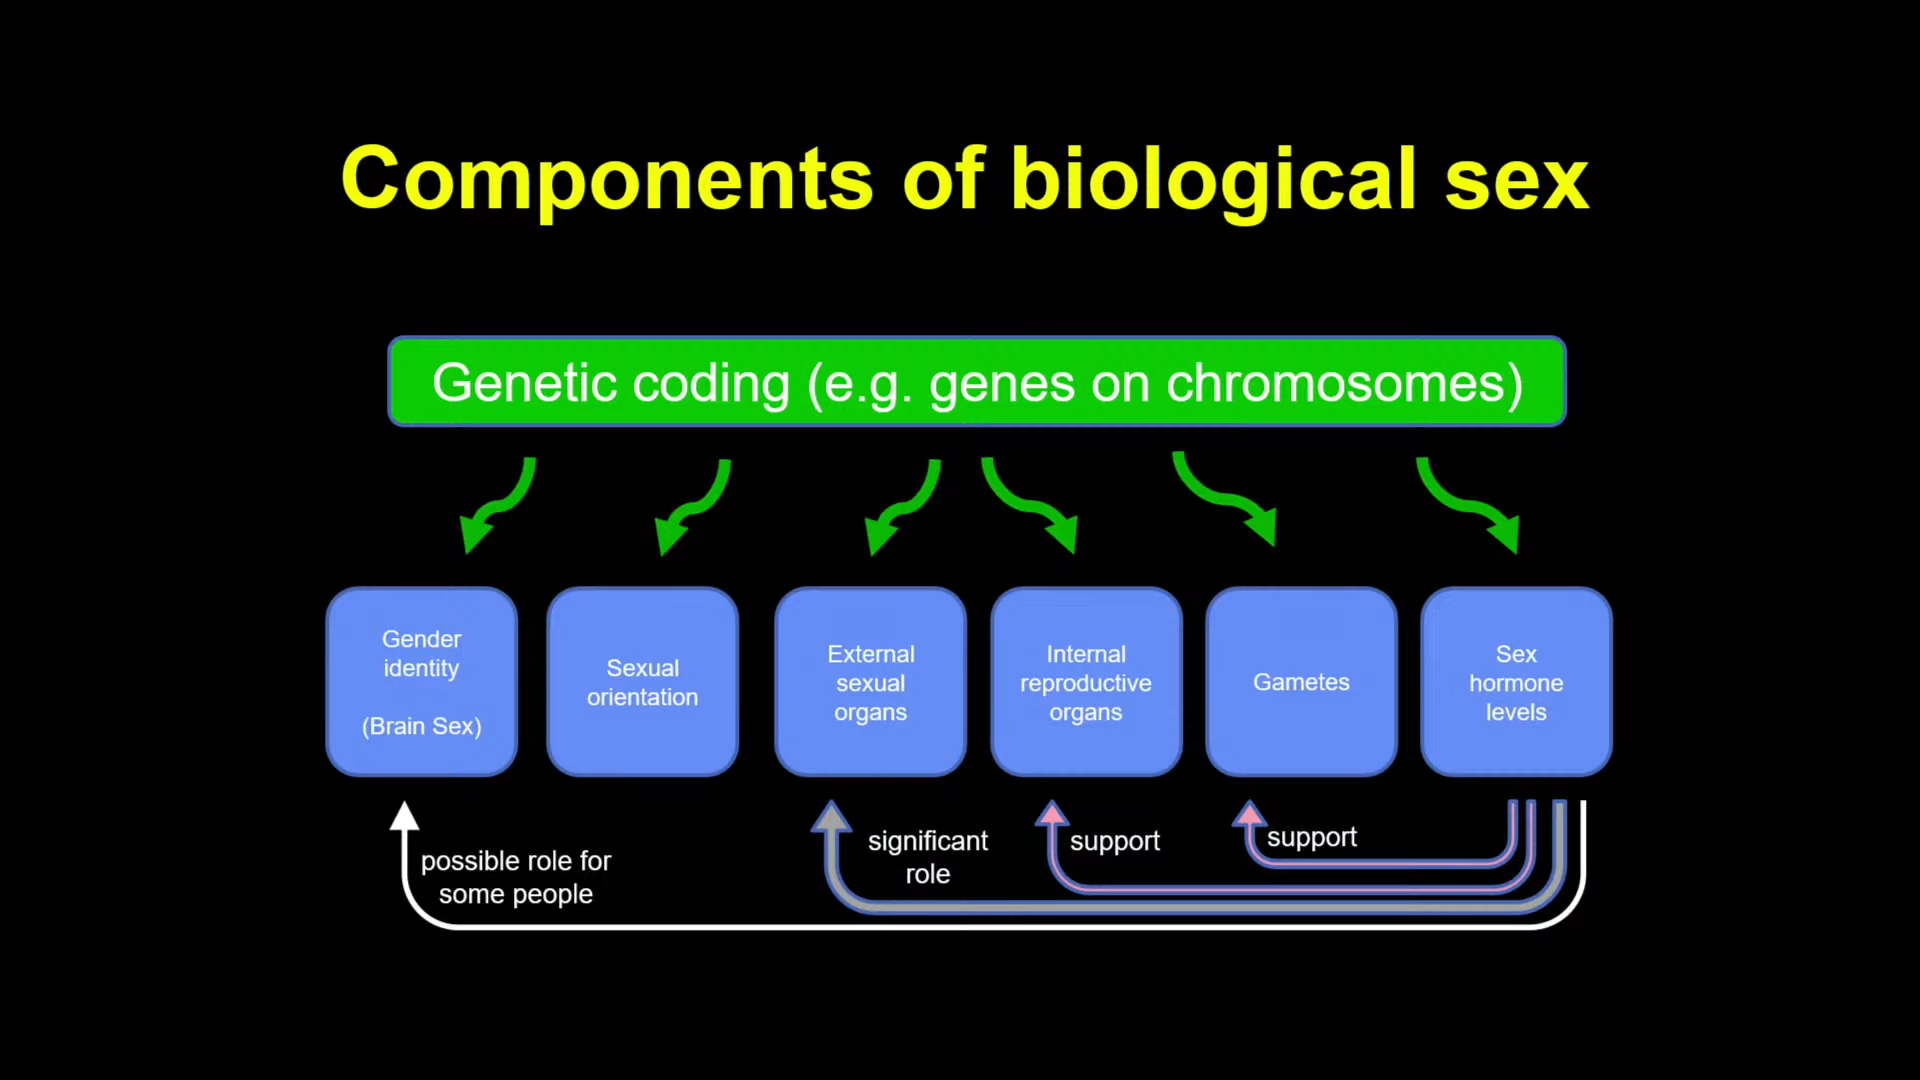 Components of biological sex
Genetic coding (e.g. genes on chromosomes)
Gender
identity
(Brain Sex)
Sexual
orientation
External
sexual
organs
Internal
reproductive
organs
Gametes
Sex
hormone
levels
possible role for
some people
significant
role
support
support